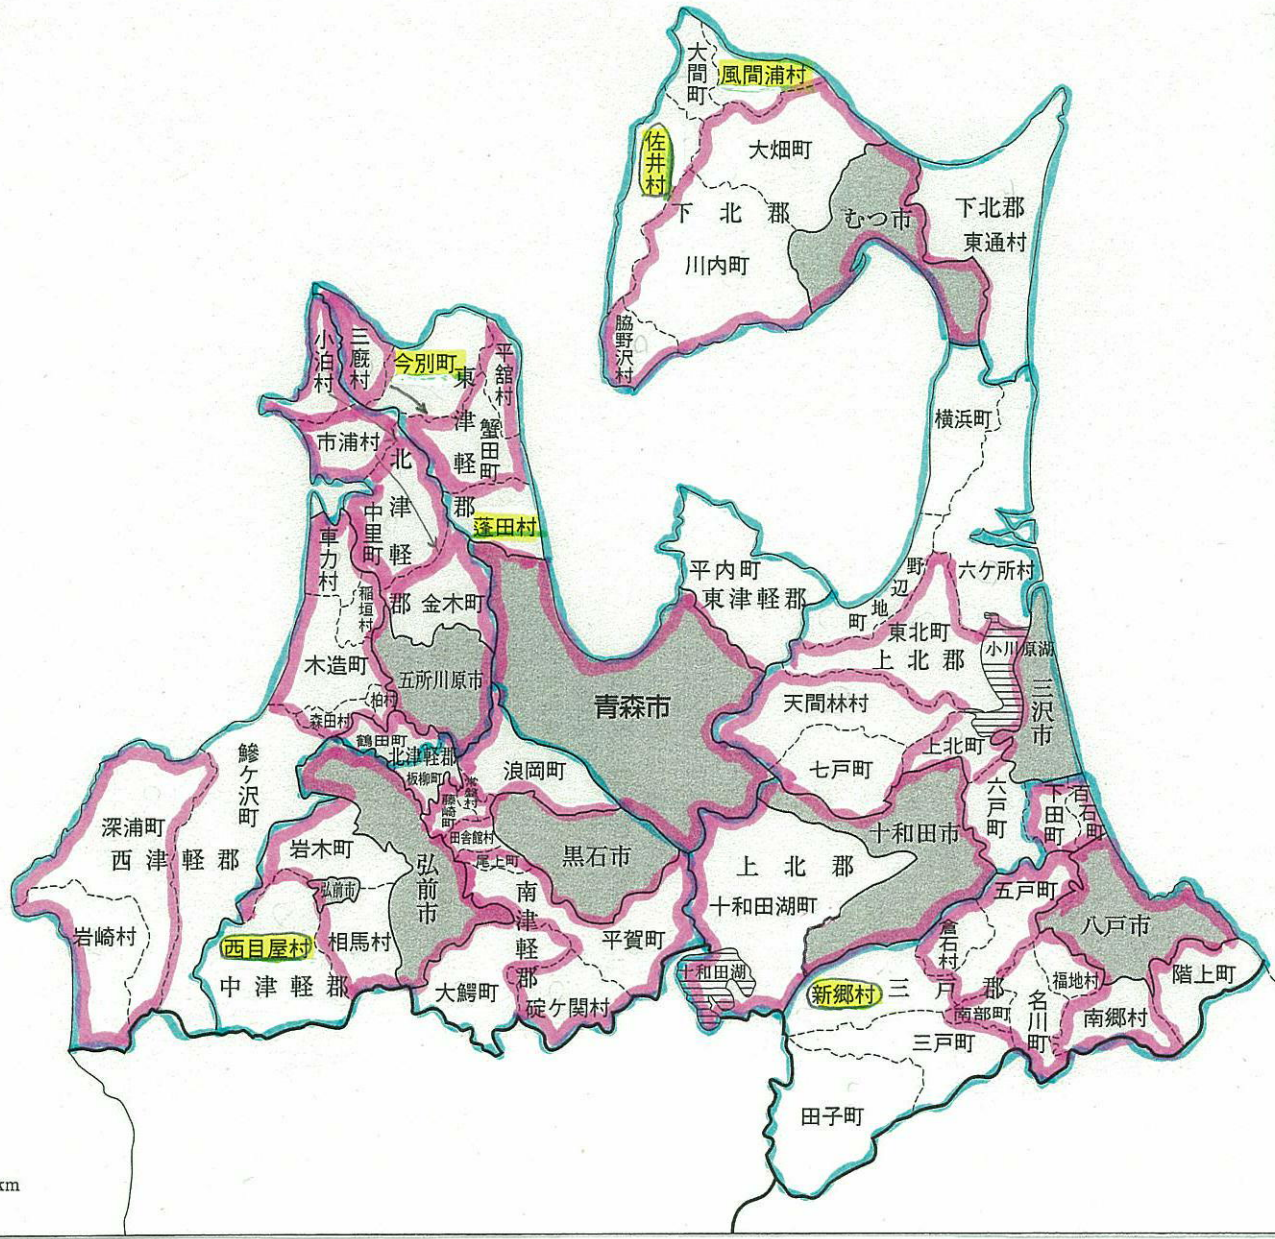 大間町
風間浦村
佐井村
大畑町
下北郡
むつ市
川内町
脇野沢村
下北郡
東通村
小泊村
三厩村
今別町
平舘村
東津軽郡
蟹田町
蓬田村
市浦村
北津軽郡
中里町
金木町
車力村
稲垣村
木造町
五所川原市
柏村
森田村
鶴田町
北津軽郡
板柳町
常盤村
藤崎町
田舎館村
尾上町
浪岡町
青森市
平内町
東津軽郡
横浜町
野辺地町
六ケ所村
東北町
上北郡
小川原湖
三沢市
天間林村
七戸町
上北町
六戸町
下田町
百石町
十和田市
上北郡
十和田湖町
十和田湖
黒石市
南津軽郡
平賀町
大鰐町
碇ケ関村
弘前市
岩木町
弘前市
相馬村
西目屋村
中津軽郡
鰺ケ沢町
深浦町
西津軽郡
岩崎村
五戸町
倉石村
八戸市
階上町
福地村
南郷村
名川町
南部町
三戸郡
新郷村
三戸町
田子町
km